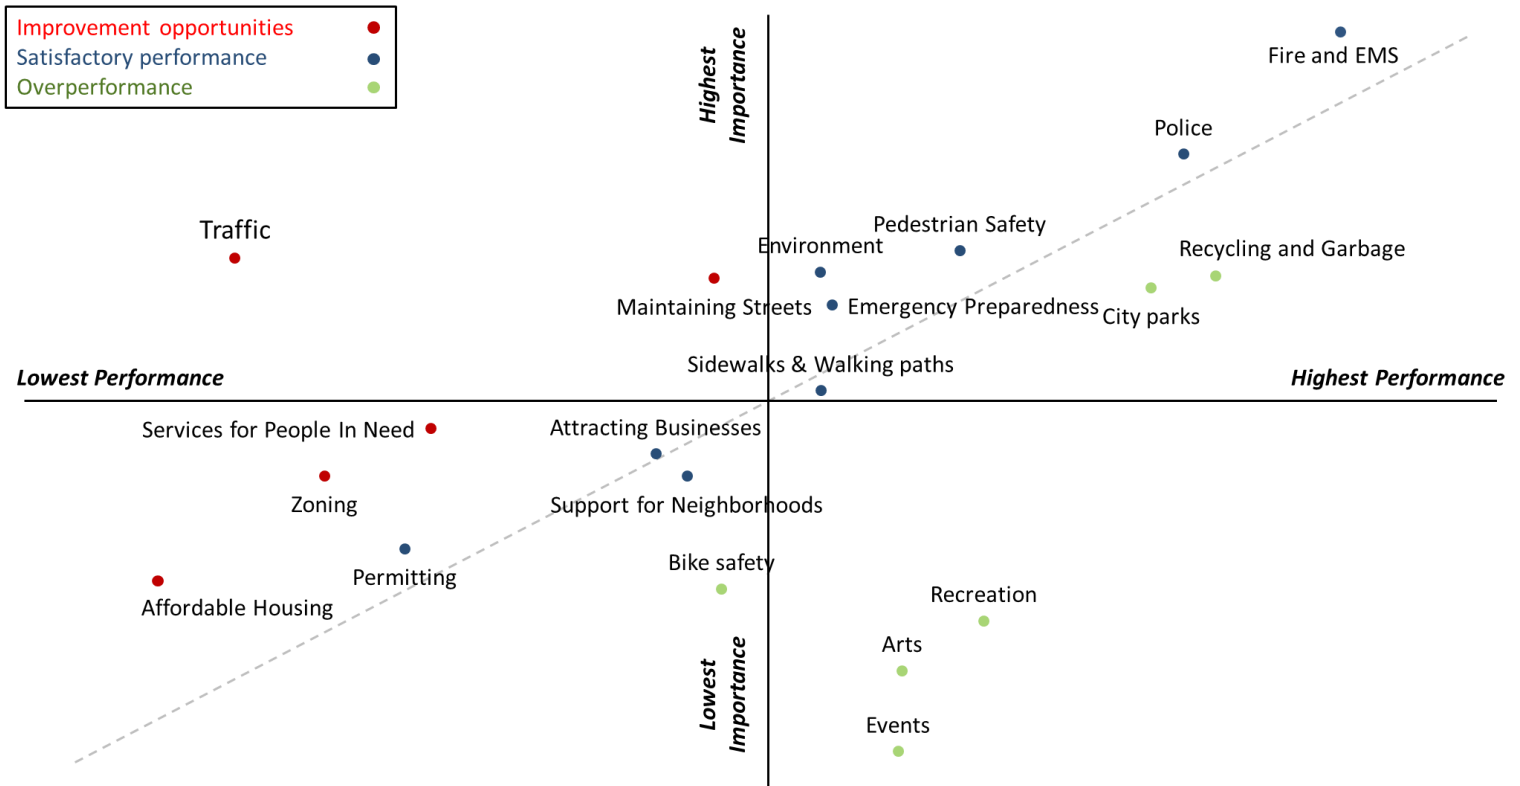 Improvement opportunities
Satisfactory performance
Overperformance
Highest
Importance
Fire and EMS
Police
Traffic
Pedestrian Safety
Environment
Recycling and Garbage
Maintaining Streets
Emergency Preparedness
City parks
Sidewalks & Walking paths
Lowest Performance
Highest Performance
Services for People In Need
Attracting Businesses
Zoning
Support for Neighborhoods
Permitting
Bike safety
Affordable Housing
Recreation
Arts
Lowest
Importance
Events